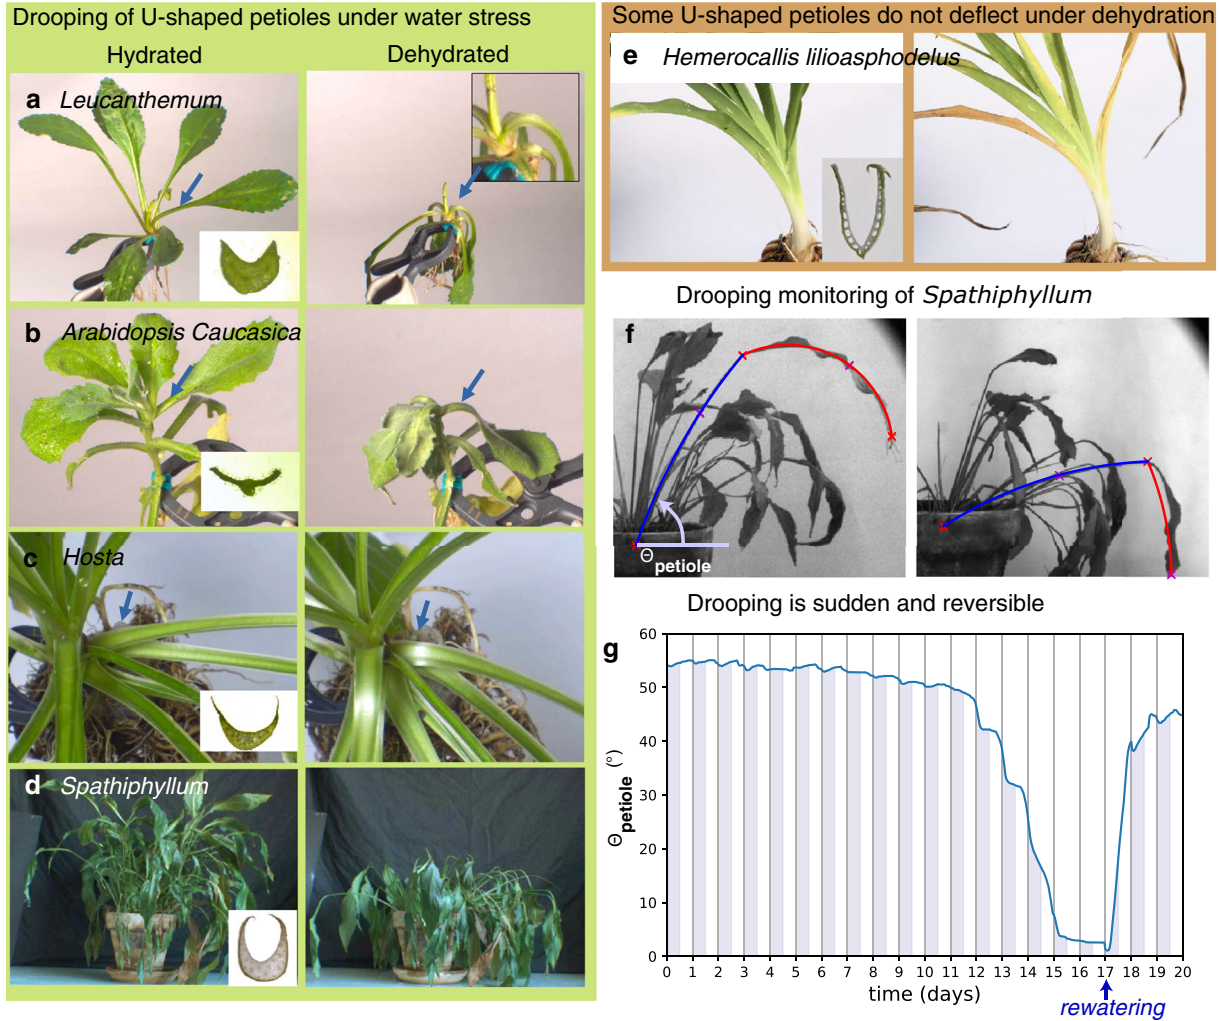 Drooping of U-shaped petioles under water stress
Hydrated
Dehydrated
a Leucanthemum
b Arabidopsis Caucasica
c Hosta
d Spathiphyllum
Some U-shaped petioles do not deflect under dehydration
e Hemerocallis lilioasphodelus
Drooping monitoring of Spathiphyllum
f
Θpetiole
Drooping is sudden and reversible
g
60
50
40
30
20
10
0
Θpetiole (°)
0 1 2 3 4 5 6 7 8 9 10 11 12 13 14 15 16 17 18 19 20
time (days)
rewatering